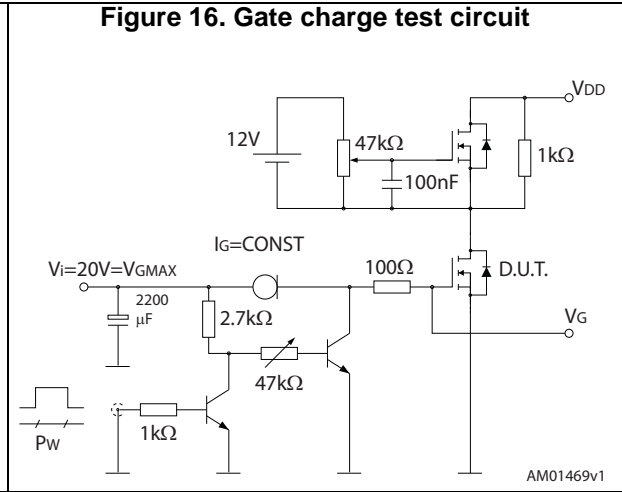 Figure 16. Gate charge test circuit
VDD
12V
47kΩ
1kΩ
100nF
IG=CONST
Vi=20V=VGMAX
100Ω
D.U.T.
2200
μF
2.7kΩ
VG
47kΩ
1kΩ
PW
AM01469v1